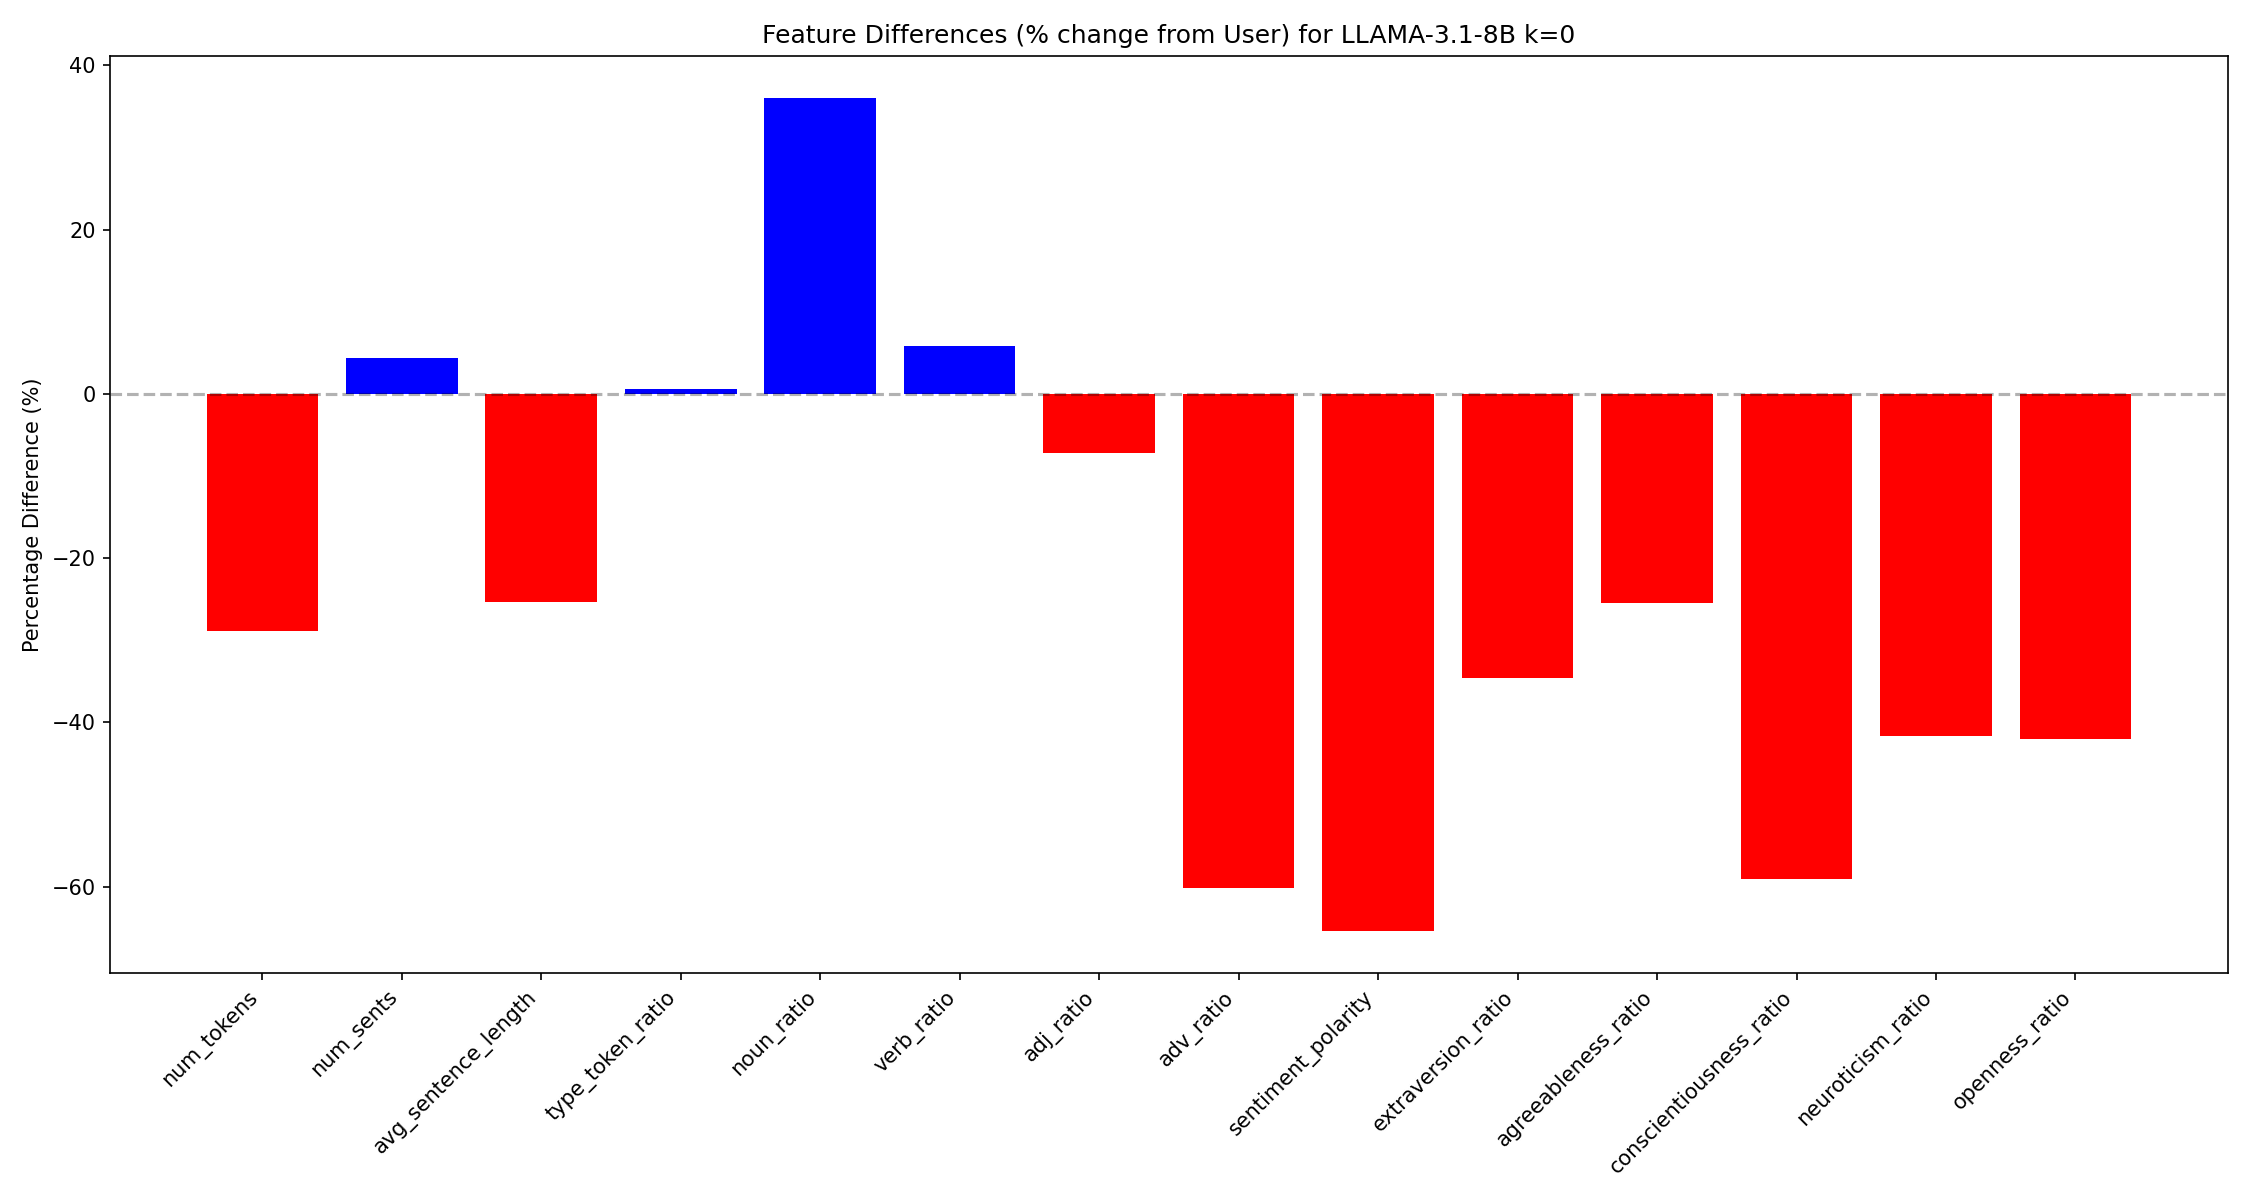 Feature Differences (% change from User) for LLAMA-3.1-8B k=0
Percentage Difference (%)
40
20
0
−20
−40
−60
num_tokens
num_sents
avg_sentence_length
type_token_ratio
noun_ratio
verb_ratio
adj_ratio
adv_ratio
sentiment_polarity
extraversion_ratio
agreeableness_ratio
conscientiousness_ratio
neuroticism_ratio
openness_ratio